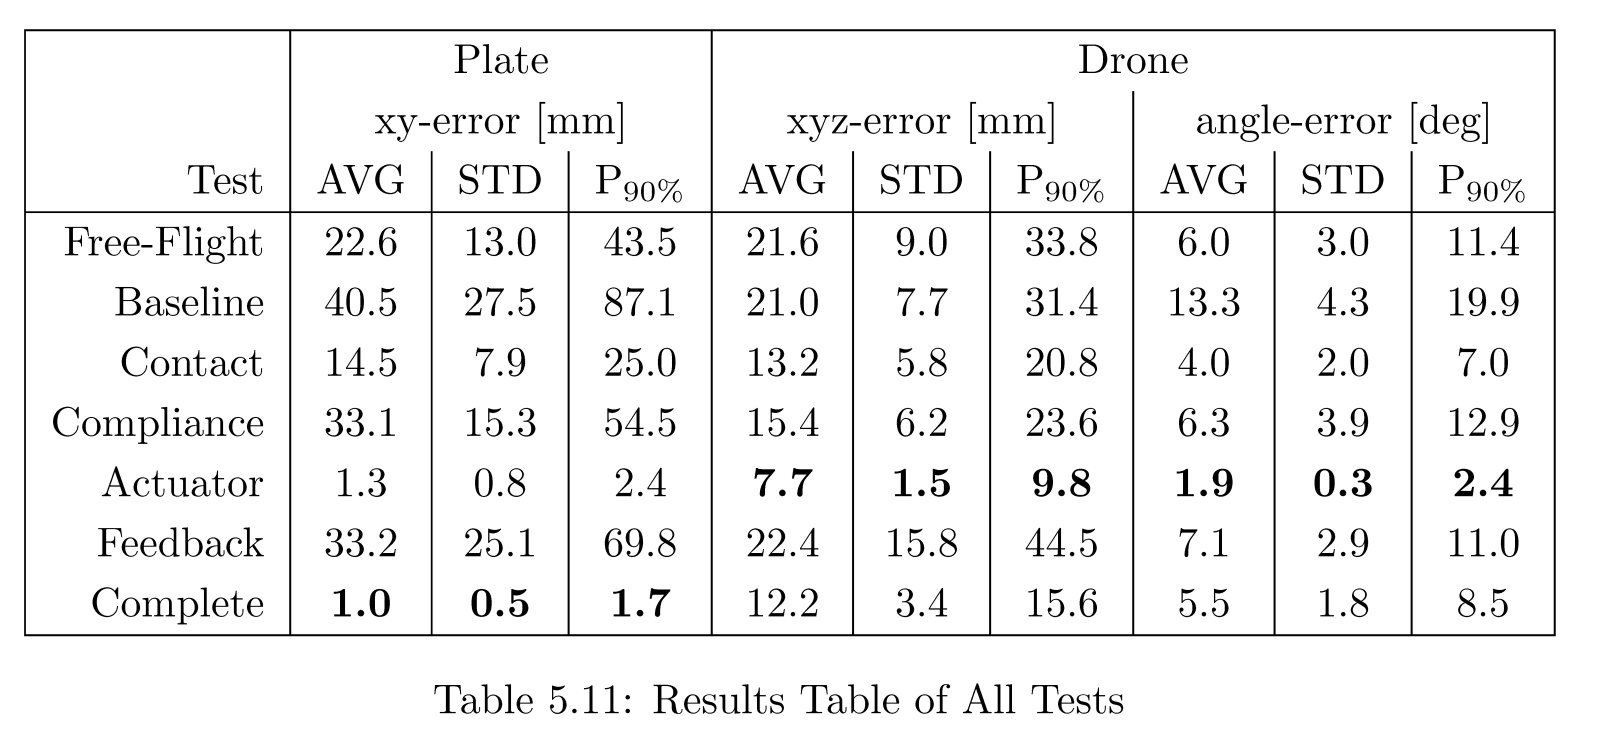 Plate Drone
xy-error [mm] xyz-error [mm] angle-error [deg]
Test AVG STD P90% AVG STD P90% AVG STD P90%
Free-Flight 22.6 13.0 43.5 21.6 9.0 33.8 6.0 3.0 11.4
Baseline 40.5 27.5 87.1 21.0 7.7 31.4 13.3 4.3 19.9
Contact 14.5 7.9 25.0 13.2 5.8 20.8 4.0 2.0 7.0
Compliance 33.1 15.3 54.5 15.4 6.2 23.6 6.3 3.9 12.9
Actuator 1.3 0.8 2.4 7.7 1.5 9.8 1.9 0.3 2.4
Feedback 33.2 25.1 69.8 22.4 15.8 44.5 7.1 2.9 11.0
Complete 1.0 0.5 1.7 12.2 3.4 15.6 5.5 1.8 8.5
Table 5.11: Results Table of All Tests